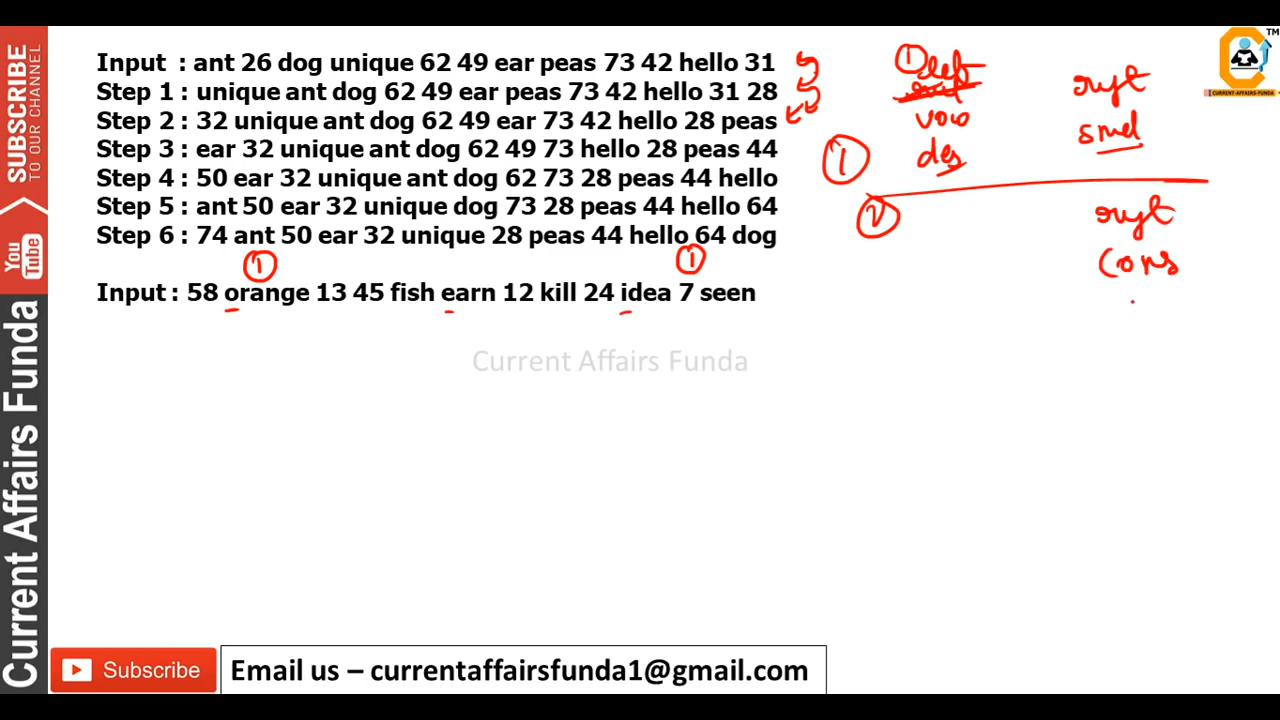 SUBSCRIBE
TO OUR CHANNEL
You
Tube
Current Affairs Funda
Input : ant 26 dog unique 62 49 ear peas 73 42 hello 31
Step 1 : unique ant dog 62 49 ear peas 73 42 hello 31 28
Step 2 : 32 unique ant dog 62 49 ear 73 42 hello 28 peas
Step 3 : ear 32 unique ant dog 62 49 73 hello 28 peas 44
Step 4 : 50 ear 32 unique ant dog 62 73 28 peas 44 hello
Step 5 : ant 50 ear 32 unique dog 73 28 peas 44 hello 64
Step 6 : 74 ant 50 ear 32 unique 28 peas 44 hello 64 dog
1 1
Input : 58 orange 13 45 fish earn 12 kill 24 idea 7 seen
Current Affairs Funda
1 left
vow
des
1
smal
2
cons
TM
CURRENT-AFFAIRS-FUNDA
Subscribe
Email us – currentaffairsfunda1@gmail.com